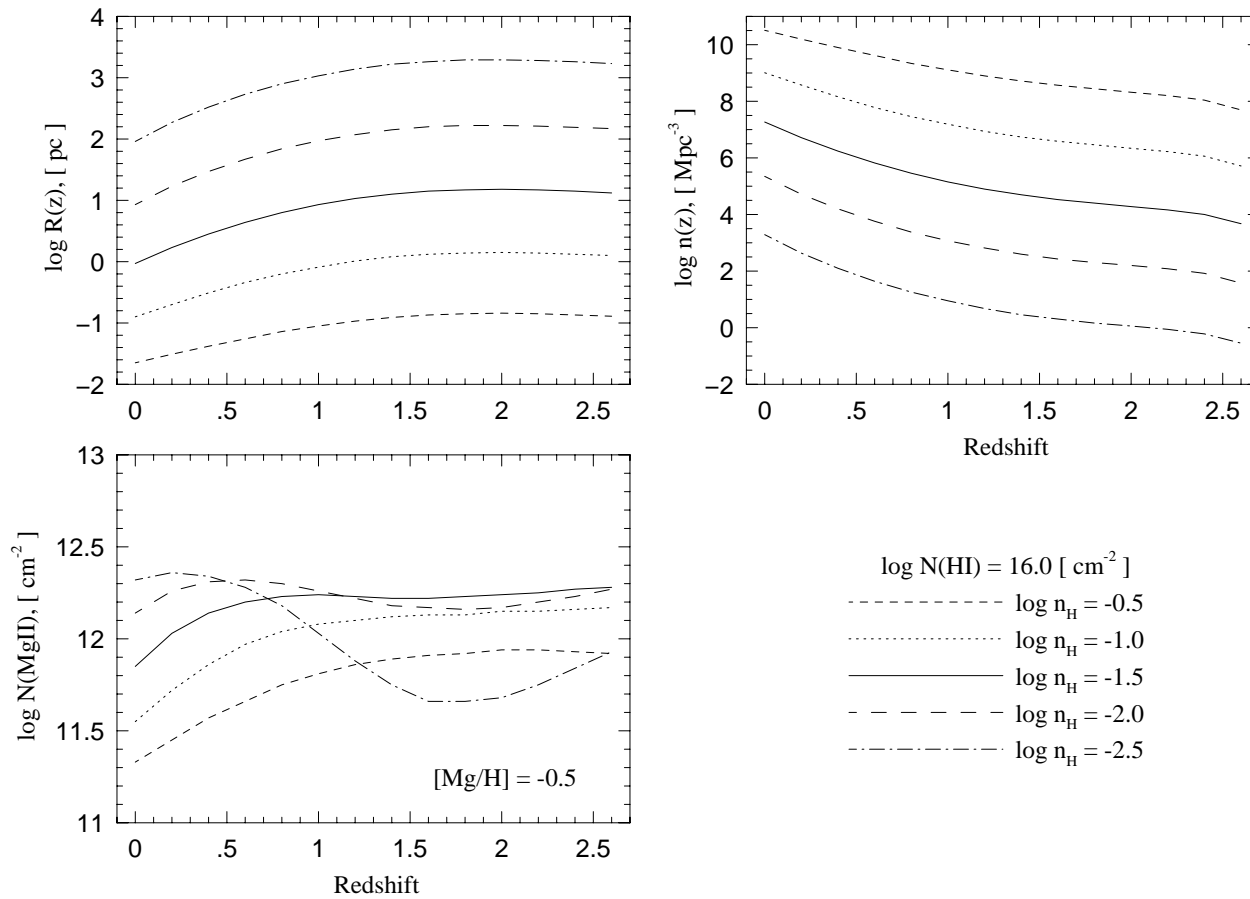 log R(z), [ pc ]
4
3
2
1
0
−1
−2
0 .5 1 1.5 2 2.5
log n(z), [ Mpc⁻³ ]
10
8
6
4
2
0
−2
0 .5 1 1.5 2 2.5
Redshift
log N(MgII), [ cm⁻² ]
13
12.5
12
11.5
11
[Mg/H] = -0.5
0 .5 1 1.5 2 2.5
Redshift
log N(HI) = 16.0 [ cm⁻² ]
log n_H = -0.5
log n_H = -1.0
log n_H = -1.5
log n_H = -2.0
log n_H = -2.5